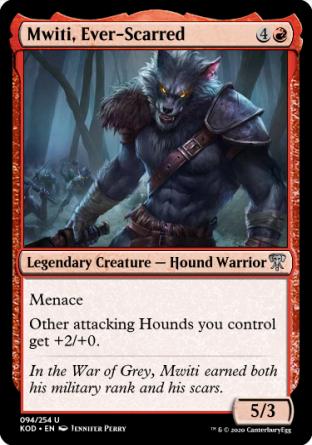 Mwiti, Ever-Scarred 4
Legendary Creature — Hound Warrior
Menace
Other attacking Hounds you control
get +2/+0.
In the War of Grey, Mwiti earned both
his military rank and his scars.
5/3
094/254 U
KOD • EN JENNIFER PERRY
™ & © 2020 CanterburyEgg